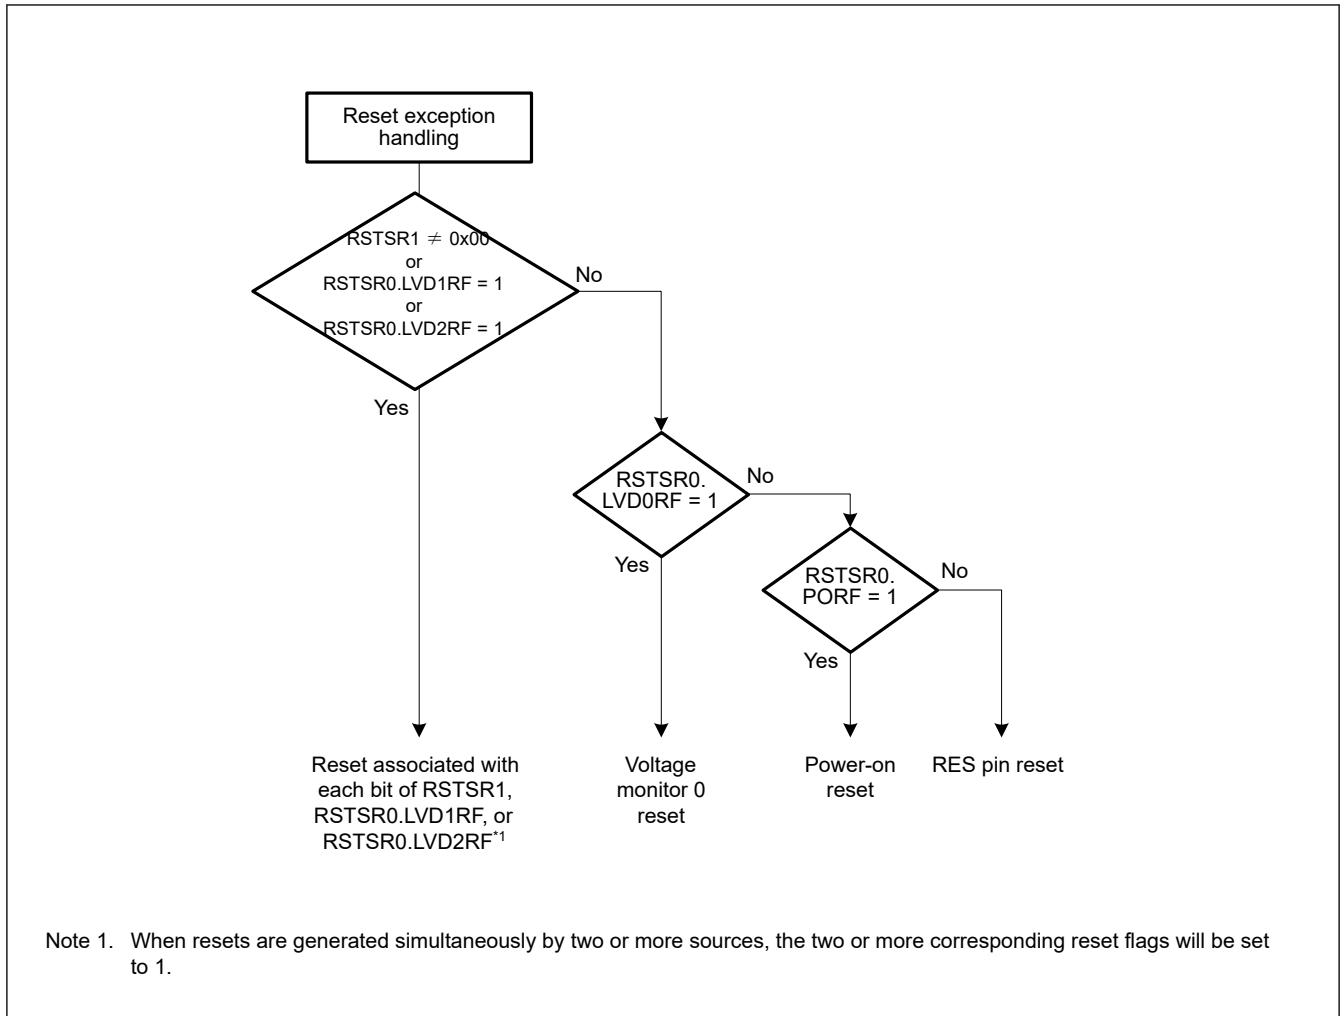 Reset exception
handling
RSTSR1 ≠ 0x00
or
RSTSR0.LVD1RF = 1
or
RSTSR0.LVD2RF = 1
No
Yes
RSTSR0.
LVD0RF = 1
No
Yes
RSTSR0.
PORF = 1
No
Yes
Reset associated with
each bit of RSTSR1,
RSTSR0.LVD1RF, or
RSTSR0.LVD2RF*1
Voltage
monitor 0
reset
Power-on
reset
RES pin reset
Note 1. When resets are generated simultaneously by two or more sources, the two or more corresponding reset flags will be set
to 1.